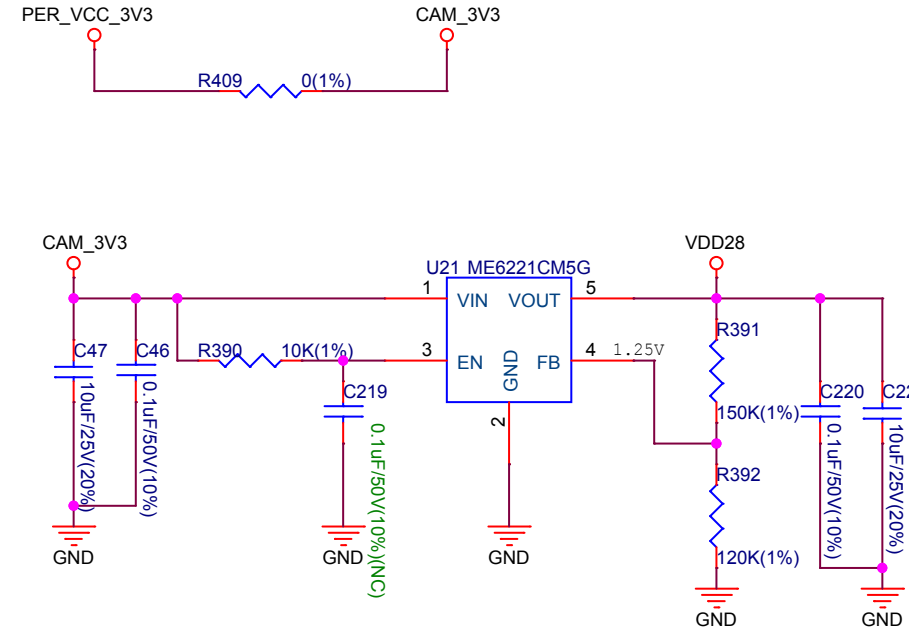 PER_VCC_3V3
CAM_3V3
R409
0(1%)
CAM_3V3
VDD28
U21 ME6221CM5G
1
VIN
VOUT
5
R391
C47
C46
R390
10K(1%)
3
EN
GND
FB
4
1.25V
C219
C220
10uF/25V(20%)
0.1uF/50V(10%)
2
150K(1%)
0.1uF/50V(10%)(NC)
0.1uF/50V(10%)
10uF/25V(20%)
R392
120K(1%)
GND
GND
GND
GND
GND